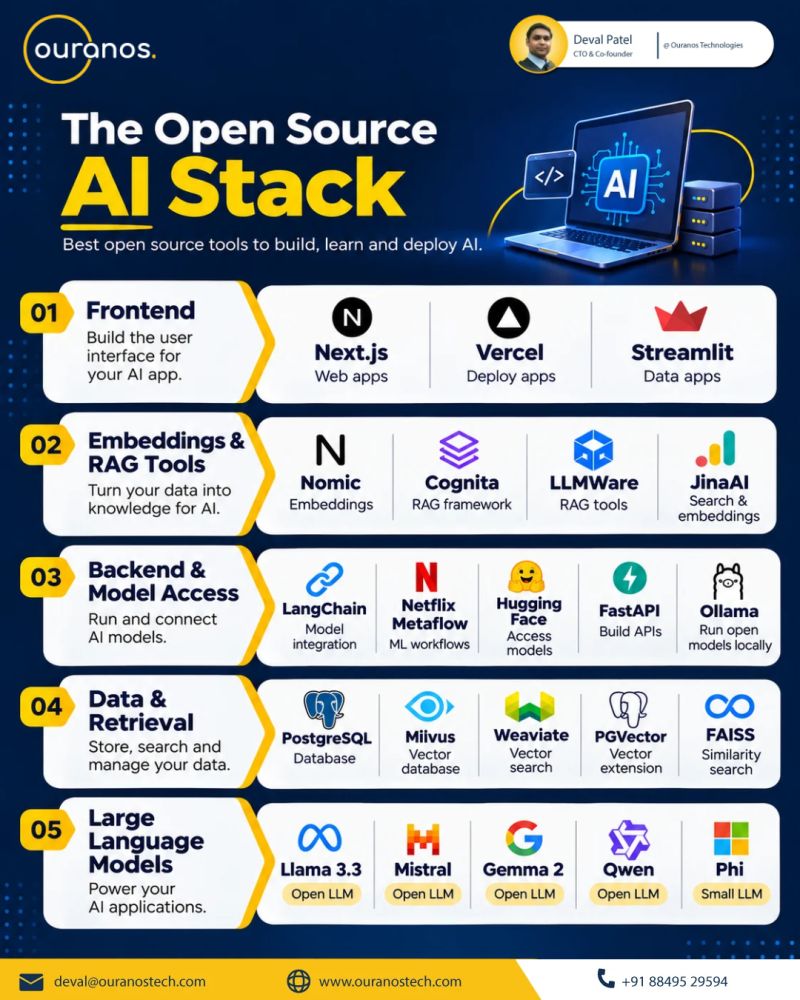 ouranos.
Deval Patel
CTO & Co-founder
@ Ouranos Technologies
The Open Source
AI Stack
Best open source tools to build, learn and deploy AI.
</>
AI
01
Frontend
Build the user
interface for
your AI app.
N
Next.js
Web apps
Vercel
Deploy apps
Streamlit
Data apps
02
Embeddings &
RAG Tools
Turn your data into
knowledge for AI.
N
Nomic
Embeddings
Cognita
RAG framework
LLMWare
RAG tools
JinaAI
Search &
embeddings
03
Backend &
Model Access
Run and connect
AI models.
LangChain
Model
integration
N
Netflix
Metaflow
ML workflows
Hugging
Face
Access
models
FastAPI
Build APIs
Ollama
Run open
models locally
04
Data &
Retrieval
Store, search and
manage your data.
PostgreSQL
Database
Milvus
Vector
database
Weaviate
Vector
search
PGVector
Vector
extension
FAISS
Similarity
search
05
Large
Language
Models
Power your
AI applications.
Llama 3.3
Open LLM
Mistral
Open LLM
G
Gemma 2
Open LLM
Qwen
Open LLM
Phi
Small LLM
deval@ouranostech.com
www.ouranostech.com
+91 88495 29594